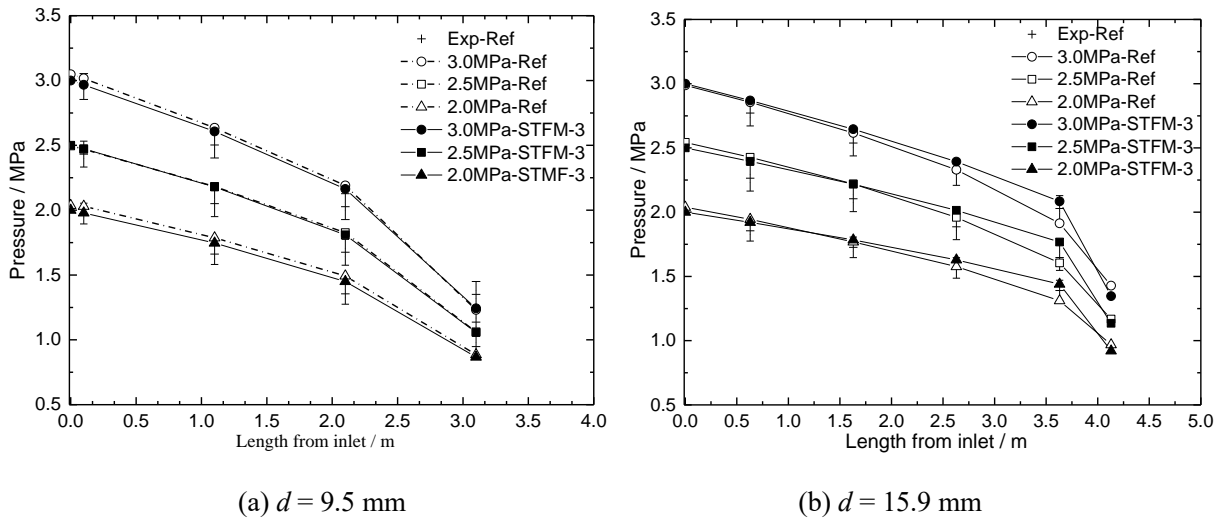 Exp-Ref
3.0MPa-Ref
2.5MPa-Ref
2.0MPa-Ref
3.0MPa-STFM-3
2.5MPa-STFM-3
2.0MPa-STMF-3
3.5
3.0
2.5
2.0
1.5
1.0
0.5
Pressure / MPa
0.0 0.5 1.0 1.5 2.0 2.5 3.0 3.5 4.0
Length from inlet / m
(a) d = 9.5 mm
Exp-Ref
3.0MPa-Ref
2.5MPa-Ref
2.0MPa-Ref
3.0MPa-STFM-3
2.5MPa-STFM-3
2.0MPa-STFM-3
3.5
3.0
2.5
2.0
1.5
1.0
0.5
Pressure / MPa
0.0 0.5 1.0 1.5 2.0 2.5 3.0 3.5 4.0 4.5 5.0
Length from inlet / m
(b) d = 15.9 mm